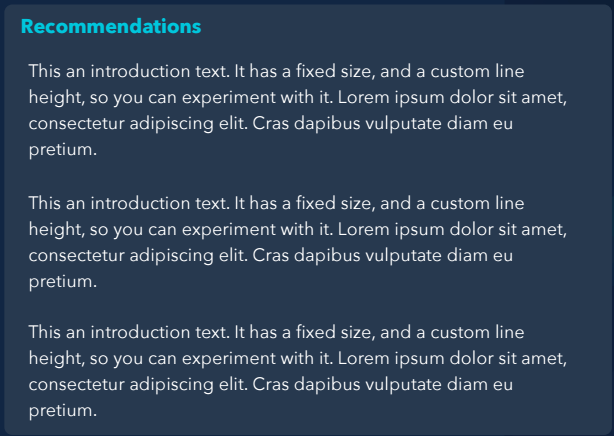 Recommendations
This an introduction text. It has a fixed size, and a custom line
height, so you can experiment with it. Lorem ipsum dolor sit amet,
consectetur adipiscing elit. Cras dapibus vulputate diam eu
pretium.
This an introduction text. It has a fixed size, and a custom line
height, so you can experiment with it. Lorem ipsum dolor sit amet,
consectetur adipiscing elit. Cras dapibus vulputate diam eu
pretium.
This an introduction text. It has a fixed size, and a custom line
height, so you can experiment with it. Lorem ipsum dolor sit amet,
consectetur adipiscing elit. Cras dapibus vulputate diam eu
pretium.